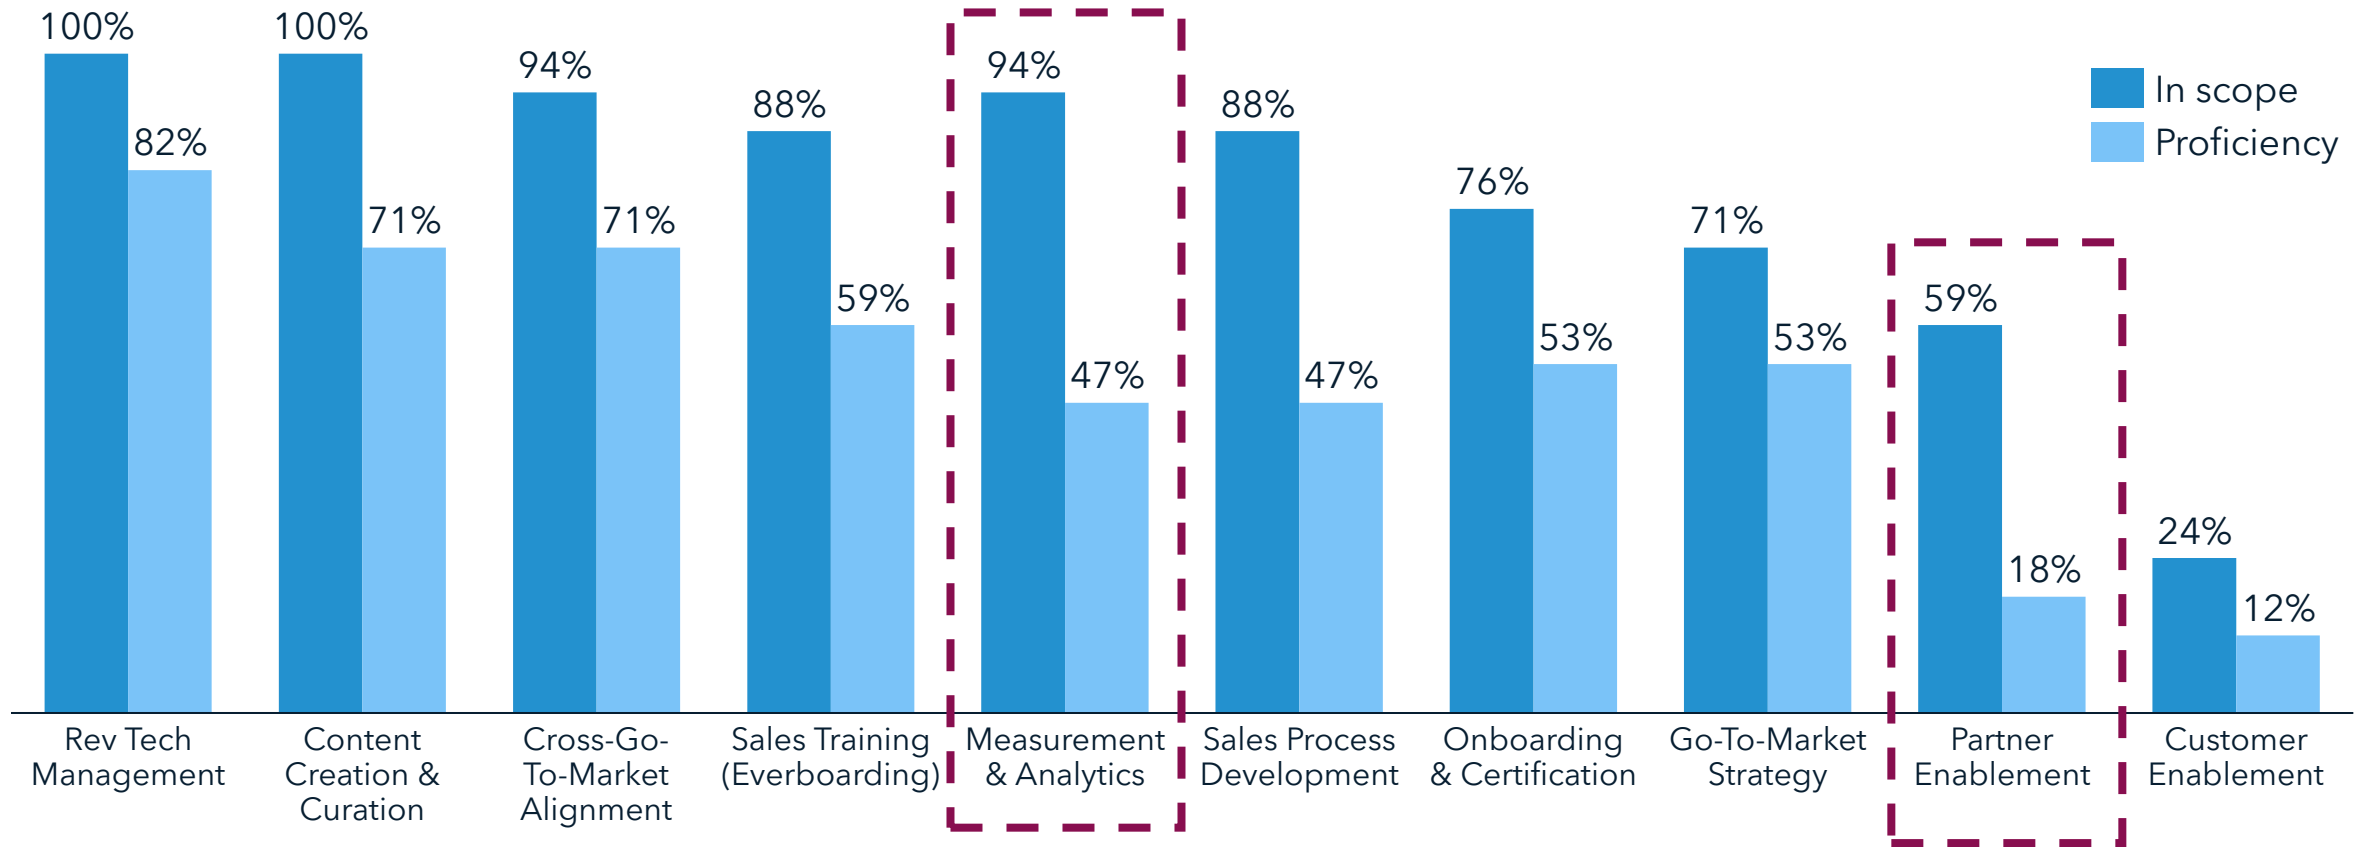 100%
82%
100%
71%
94%
71%
88%
59%
94%
47%
88%
47%
76%
53%
71%
53%
59%
18%
24%
12%
In scope
Proficiency
Rev Tech
Management
Content
Creation &
Curation
Cross-Go-
To-Market
Alignment
Sales Training
(Everboarding)
Measurement
& Analytics
Sales Process
Development
Onboarding
& Certification
Go-To-Market
Strategy
Partner
Enablement
Customer
Enablement